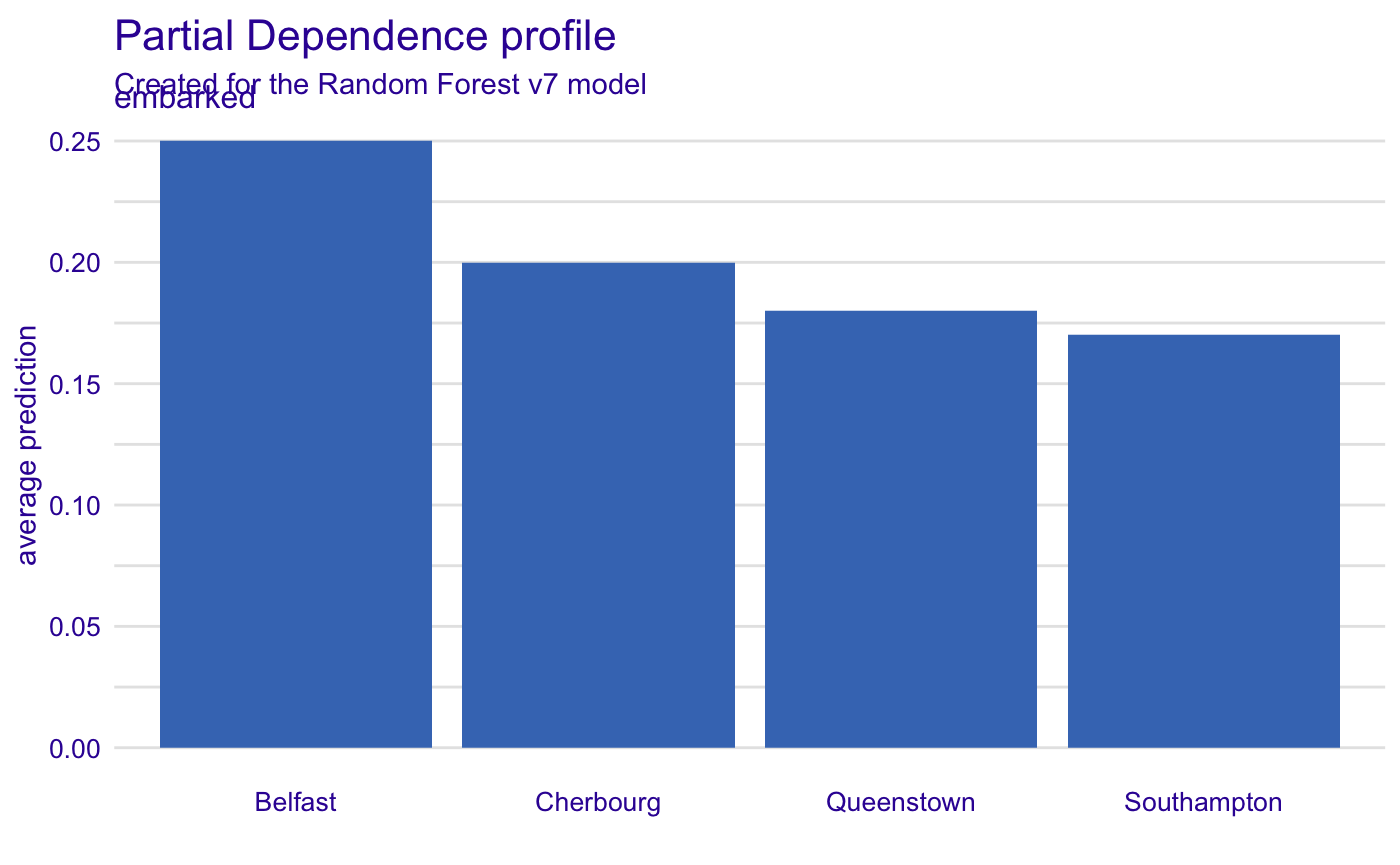 Partial Dependence profile
Created for the Random Forest v7 model
embarked
0.25
0.20
0.15
0.10
0.05
0.00
average prediction
Belfast
Cherbourg
Queenstown
Southampton